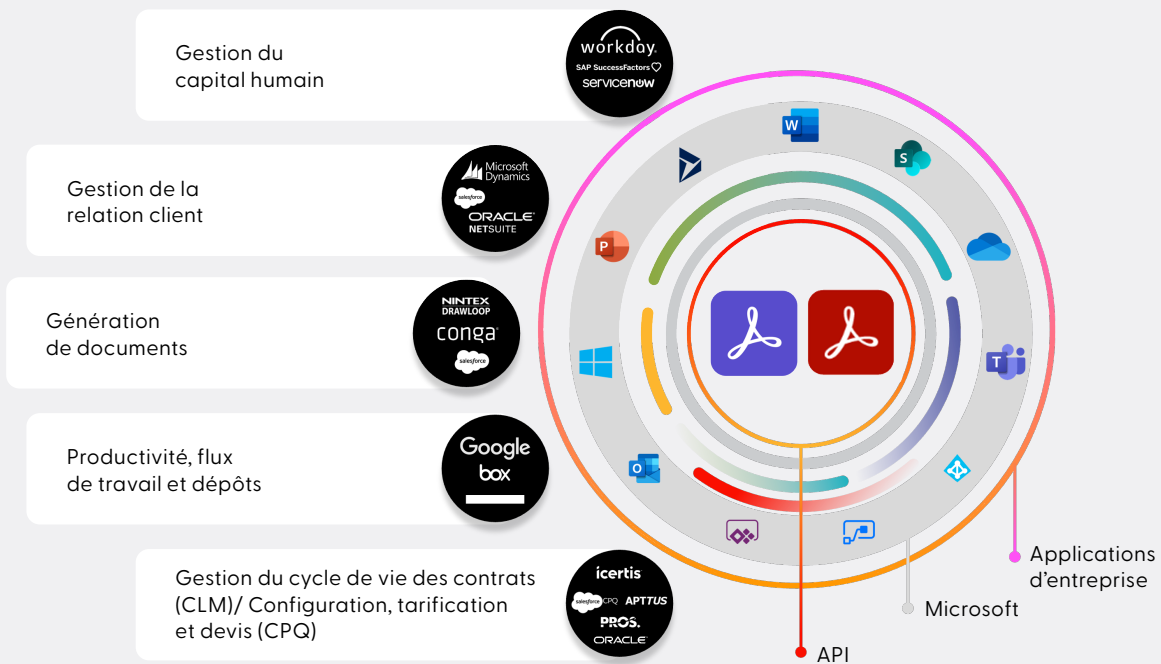 Gestion du
capital humain
workday.
SAP SuccessFactors
servicenow
Gestion de la
relation client
Microsoft
Dynamics
salesforce
ORACLE
NETSUITE
Génération
de documents
NINTEX
DRAWLOOP
conga
salesforce
Productivité, flux
de travail et dépôts
Google
box
Gestion du cycle de vie des contrats
(CLM)/ Configuration, tarification
et devis (CPQ)
icertis
salesforce CPQ APTTUS
PROS.
ORACLE
W
S
P
T
O
Applications
d’entreprise
Microsoft
API